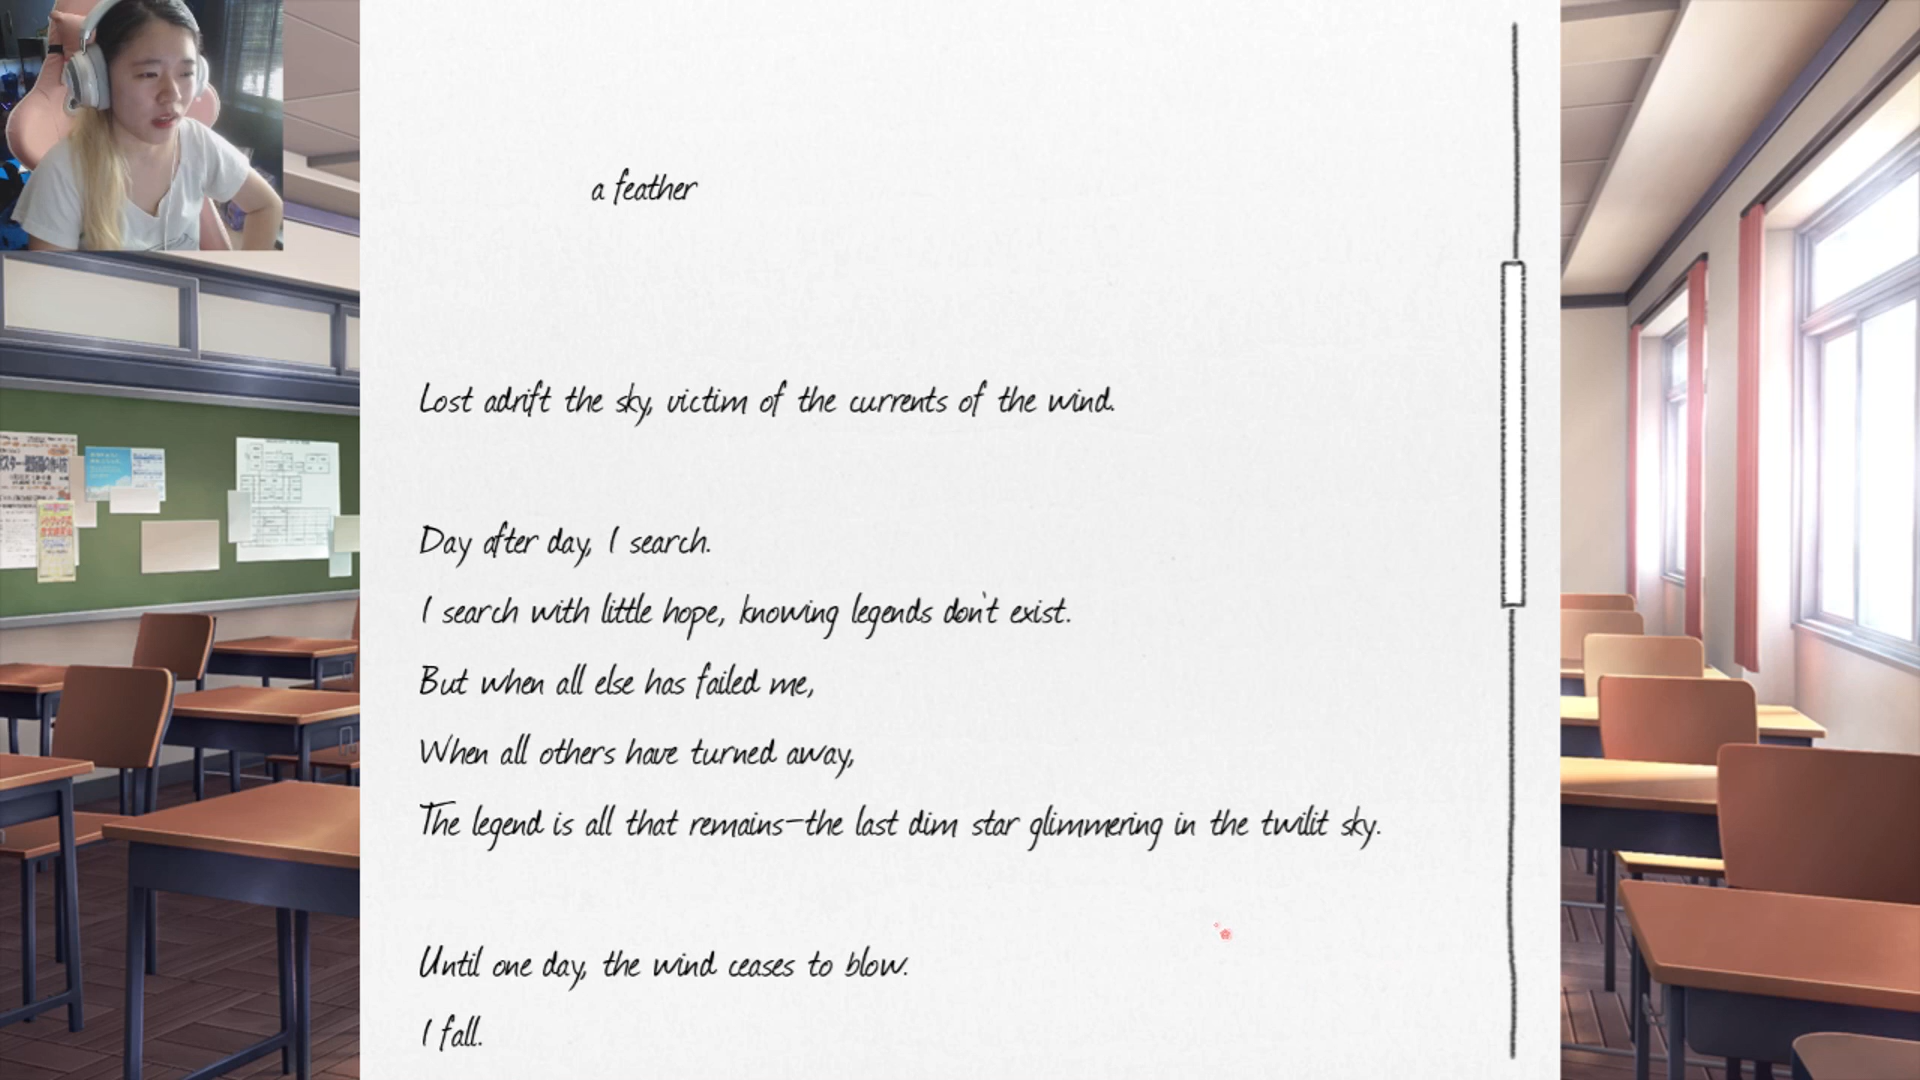 a feather
Lost adrift the sky, victim of the currents of the wind.
Day after day, I search.
I search with little hope, knowing legends don't exist.
But when all else has failed me,
When all others have turned away,
The legend is all that remains—the last dim star glimmering in the twilit sky.
Until one day, the wind ceases to blow.
I fall.